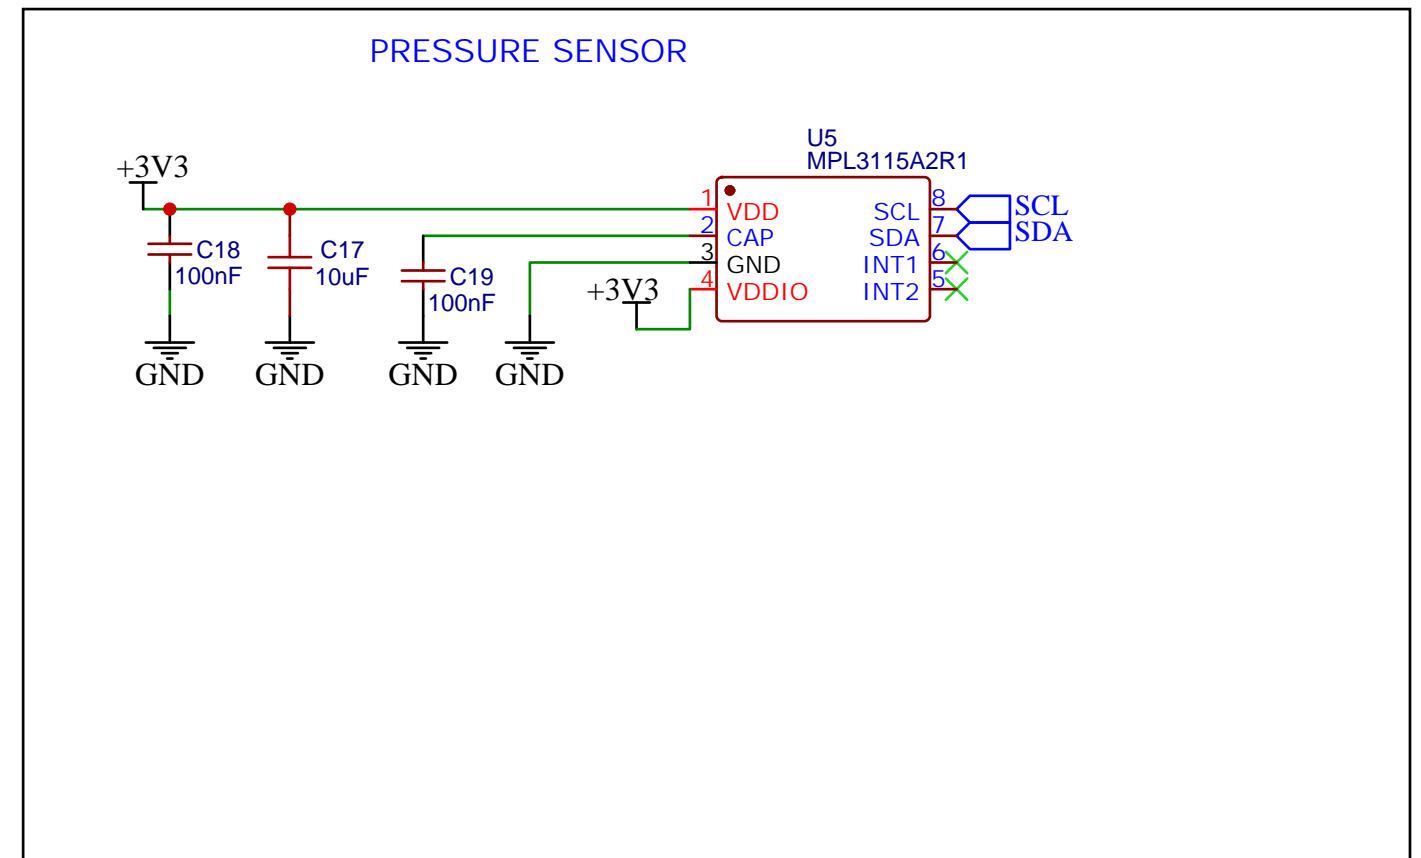 PRESSURE SENSOR
U5
MPL3115A2R1
+3V3
1 VDD SCL 8 SCL
2 CAP SDA 7 SDA
3 GND INT1 6
4 VDDIO INT2 5
C18
100nF
C17
10uF
C19
100nF
+3V3
GND GND GND GND